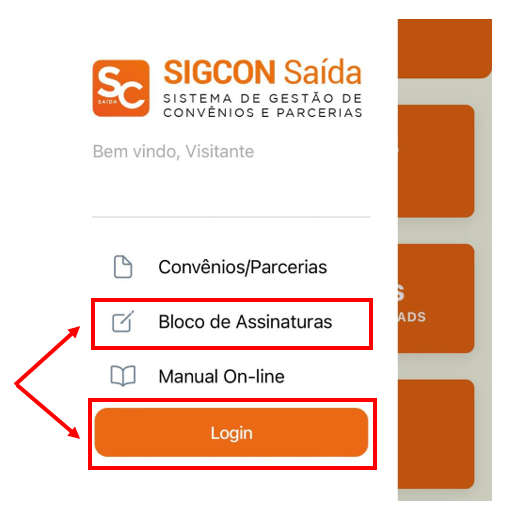 SC
SAÍDA
SIGCON Saída
SISTEMA DE GESTÃO DE
CONVÊNIOS E PARCERIAS
Bem vindo, Visitante
Convênios/Parcerias
Bloco de Assinaturas
Manual On-line
Login
S
ADS